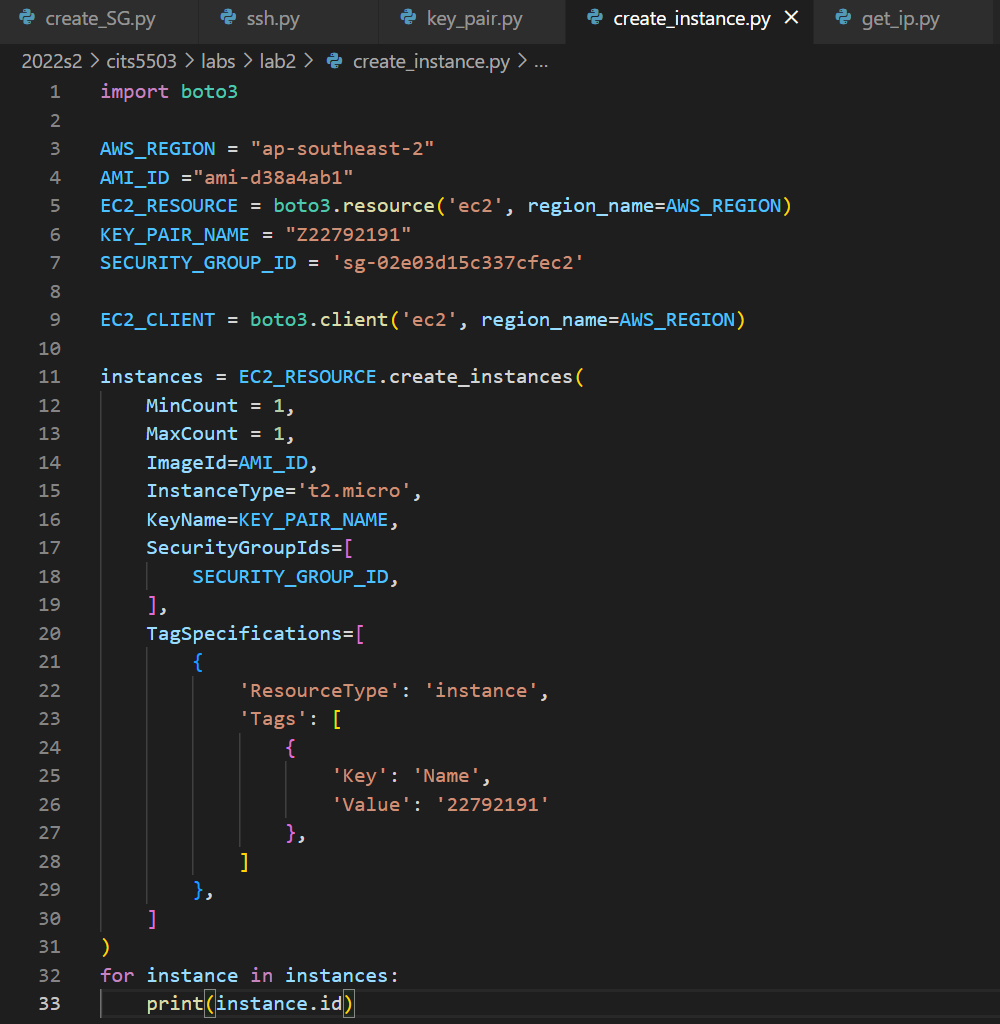 create_SG.py ssh.py key_pair.py create_instance.py × get_ip.py
2022s2 > cits5503 > labs > lab2 > create_instance.py > ...
1 import boto3
2
3 AWS_REGION = "ap-southeast-2"
4 AMI_ID ="ami-d38a4ab1"
5 EC2_RESOURCE = boto3.resource('ec2', region_name=AWS_REGION)
6 KEY_PAIR_NAME = "Z22792191"
7 SECURITY_GROUP_ID = 'sg-02e03d15c337cfec2'
8
9 EC2_CLIENT = boto3.client('ec2', region_name=AWS_REGION)
10
11 instances = EC2_RESOURCE.create_instances(
12     MinCount = 1,
13     MaxCount = 1,
14     ImageId=AMI_ID,
15     InstanceType='t2.micro',
16     KeyName=KEY_PAIR_NAME,
17     SecurityGroupIds=[
18         SECURITY_GROUP_ID,
19     ],
20     TagSpecifications=[
21         {
22             'ResourceType': 'instance',
23             'Tags': [
24                 {
25                     'Key': 'Name',
26                     'Value': '22792191'
27                 },
28             ]
29         },
30     ]
31 )
32 for instance in instances:
33     print(instance.id)